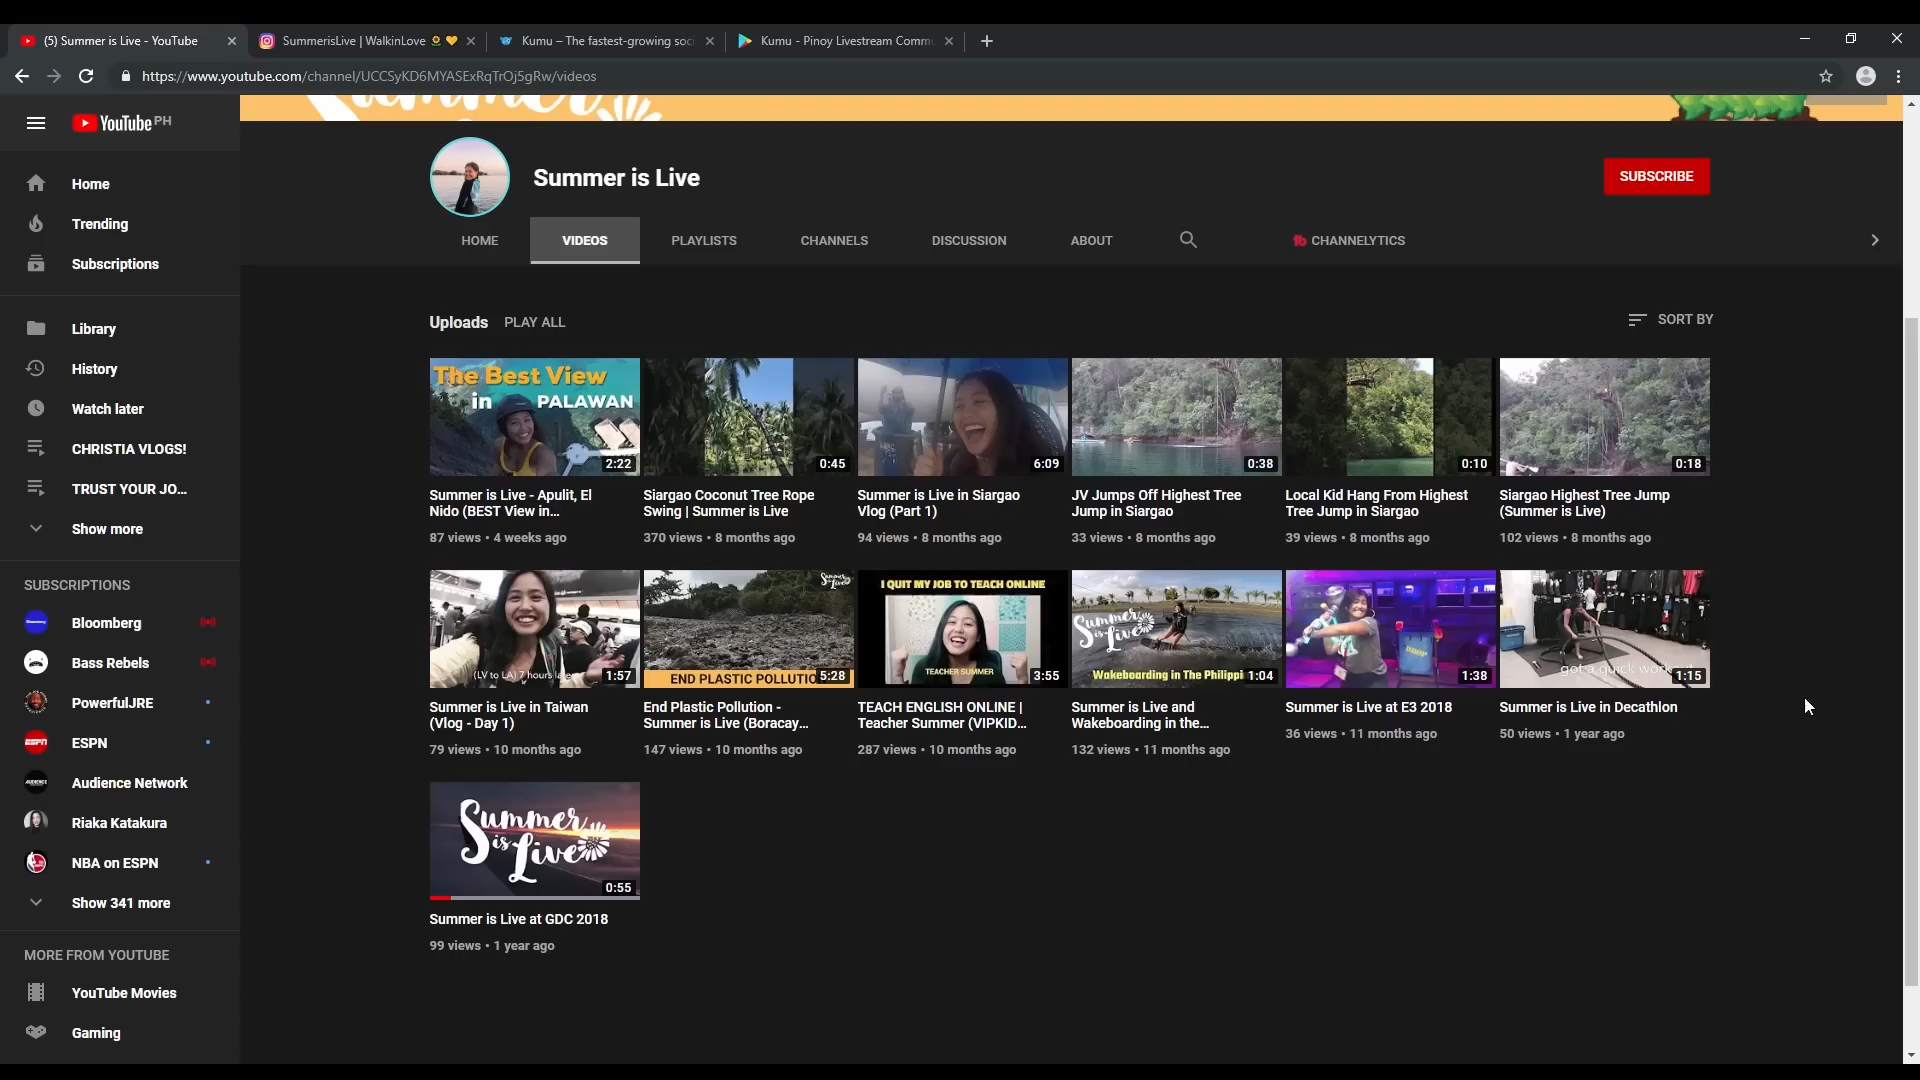 (5) Summer is Live - YouTube
SummerisLive | WalkinLove
Kumu – The fastest-growing soci
Kumu - Pinoy Livestream Commu
https://www.youtube.com/channel/UCCSyKD6MYASExRqTrOj5gRw/videos
YouTube PH
Summer
Summer is Live
SUBSCRIBE
HOME
VIDEOS
PLAYLISTS
CHANNELS
DISCUSSION
ABOUT
CHANNELYTICS
Home
Trending
Subscriptions
Library
History
Watch later
CHRISTIA VLOGS!
TRUST YOUR JO...
Show more
SUBSCRIPTIONS
Bloomberg
Bass Rebels
PowerfulJRE
ESPN
Audience Network
Riaka Katakura
NBA on ESPN
Show 341 more
MORE FROM YOUTUBE
YouTube Movies
Gaming
Uploads PLAY ALL
SORT BY
The Best View
in PALAWAN
2:22
Summer is Live - Apulit, El
Nido (BEST View in...
87 views • 4 weeks ago
0:45
Siargao Coconut Tree Rope
Swing | Summer is Live
370 views • 8 months ago
6:09
Summer is Live in Siargao
Vlog (Part 1)
94 views • 8 months ago
0:38
JV Jumps Off Highest Tree
Jump in Siargao
33 views • 8 months ago
0:10
Local Kid Hang From Highest
Tree Jump in Siargao
39 views • 8 months ago
0:18
Siargao Highest Tree Jump
(Summer is Live)
102 views • 8 months ago
(LV to LA) 7 hours
1:57
Summer is Live in Taiwan
(Vlog - Day 1)
79 views • 10 months ago
Summer is Live
END PLASTIC POLLUTIO
5:28
End Plastic Pollution -
Summer is Live (Boracay...
147 views • 10 months ago
I QUIT MY JOB TO TEACH ONLINE
TEACHER SUMMER
3:55
TEACH ENGLISH ONLINE |
Teacher Summer (VIPKID...
287 views • 10 months ago
Summer is Live
Wakeboarding in The Philippi
1:04
Summer is Live and
Wakeboarding in the...
132 views • 11 months ago
1:38
Summer is Live at E3 2018
36 views • 11 months ago
got a quick work
1:15
Summer is Live in Decathlon
50 views • 1 year ago
Summer is Live
0:55
Summer is Live at GDC 2018
99 views • 1 year ago